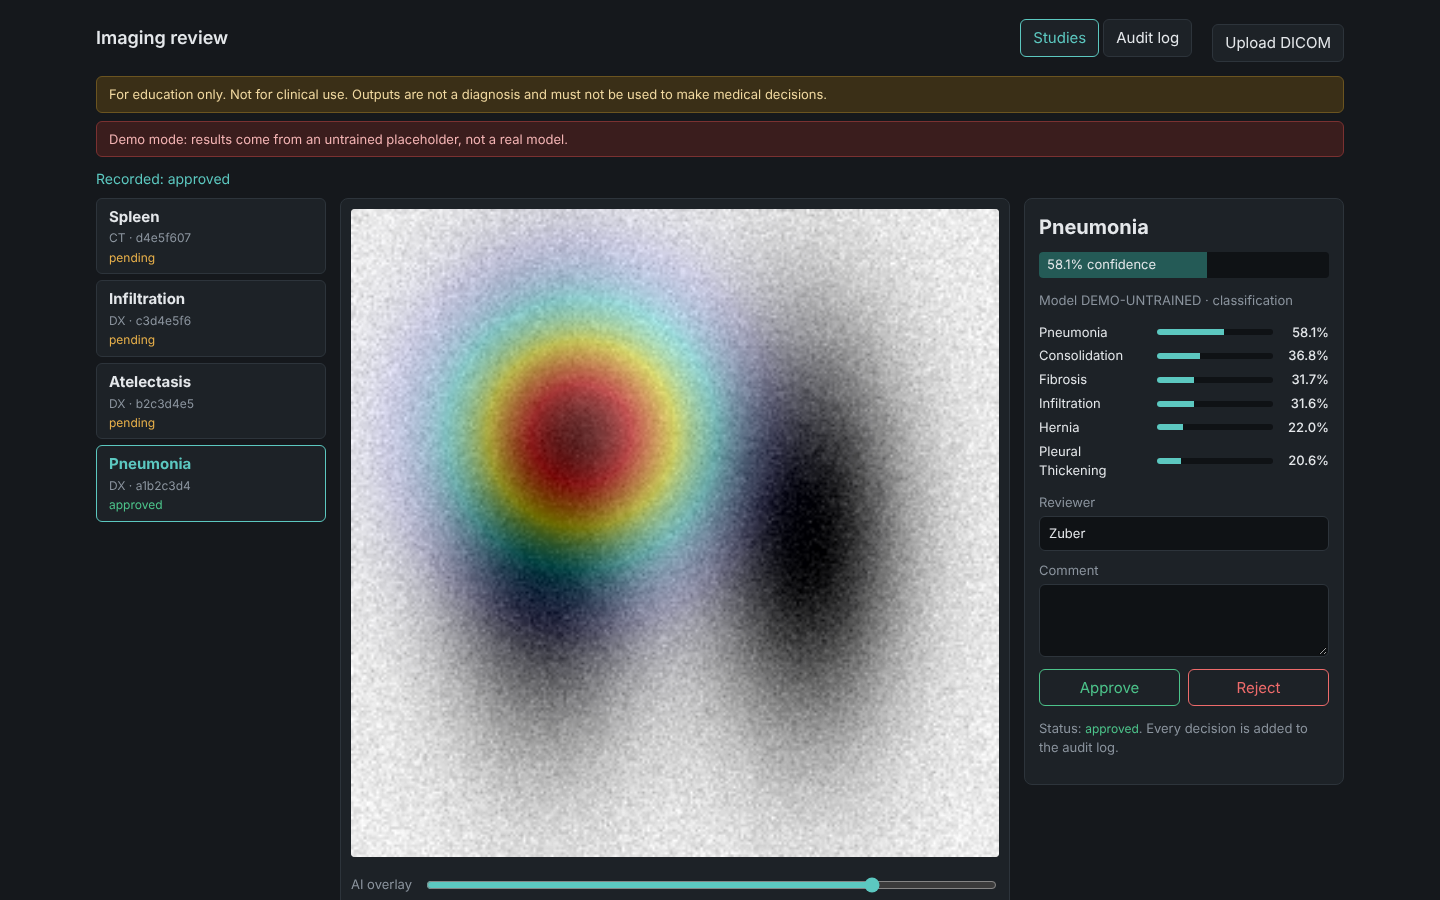 Imaging review
Studies
Audit log
Upload DICOM
For education only. Not for clinical use. Outputs are not a diagnosis and must not be used to make medical decisions.
Demo mode: results come from an untrained placeholder, not a real model.
Recorded: approved
Spleen
CT · d4e5f607
pending
Infiltration
DX · c3d4e5f6
pending
Atelectasis
DX · b2c3d4e5
pending
Pneumonia
DX · a1b2c3d4
approved
AI overlay
Pneumonia
58.1% confidence
Model DEMO-UNTRAINED · classification
Pneumonia 58.1%
Consolidation 36.8%
Fibrosis 31.7%
Infiltration 31.6%
Hernia 22.0%
Pleural
Thickening 20.6%
Reviewer
Zuber
Comment
Approve
Reject
Status: approved. Every decision is added to
the audit log.